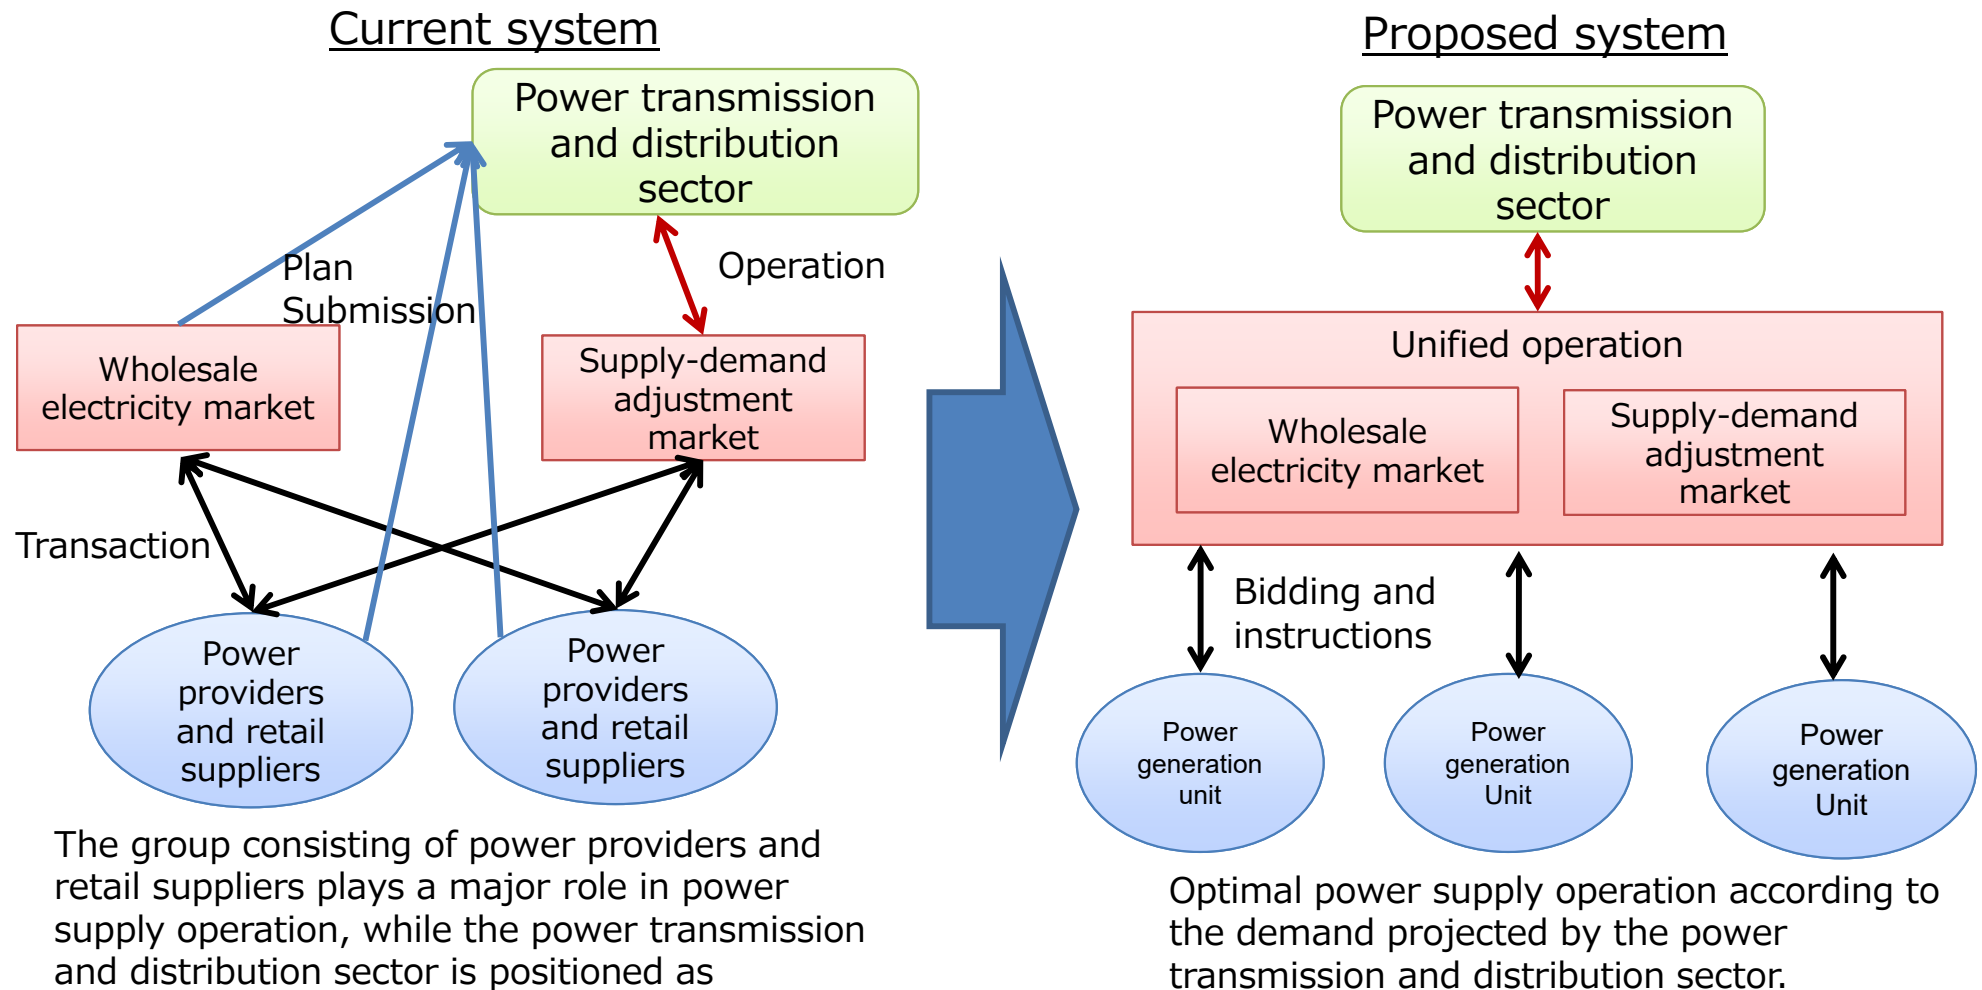 Current system
Power transmission
and distribution
sector
Plan
Submission
Operation
Wholesale
electricity market
Supply-demand
adjustment
market
Transaction
Power
providers
and retail
suppliers
Power
providers
and retail
suppliers
The group consisting of power providers and
retail suppliers plays a major role in power
supply operation, while the power transmission
and distribution sector is positioned as
Proposed system
Power transmission
and distribution
sector
Unified operation
Wholesale
electricity market
Supply-demand
adjustment
market
Bidding and
instructions
Power
generation
unit
Power
generation
Unit
Power
generation
Unit
Optimal power supply operation according to
the demand projected by the power
transmission and distribution sector.